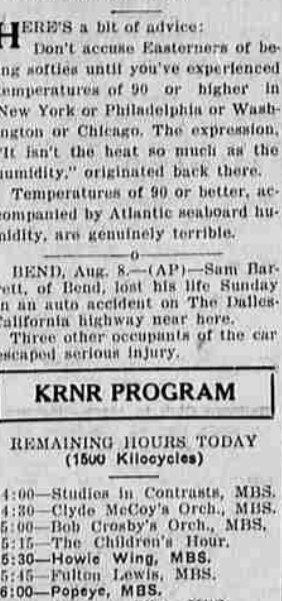 HERE'S a bit of advice:
Don't accuse Easterners of be-
ng softies until you've experienced
emperatures of 90 or higher in
New York or Philadelphia or Wash-
ngton or Chicago. The expression,
"It isn't the heat so much as the
humidity," originated back there.
Temperatures of 90 or better, ac-
ompanied by Atlantic seaboard hu-
midity, are genuinely terrible.
o
BEND, Aug. 8.—(AP)—Sam Bar-
ett, of Bend, lost his life Sunday
n an auto accident on The Dalles-
California highway near here.
Three other occupants of the car
escaped serious injury.
KRNR PROGRAM
REMAINING HOURS TODAY
(1500 Kilocycles)
4:00—Studies in Contrasts, MBS.
4:30—Clyde McCoy's Orch., MBS.
5:00—Bob Crosby's Orch., MBS.
5:15—The Children's Hour.
5:30—Howie Wing, MBS.
5:45—Fulton Lewis, MBS.
6:00—Popeye, MBS.